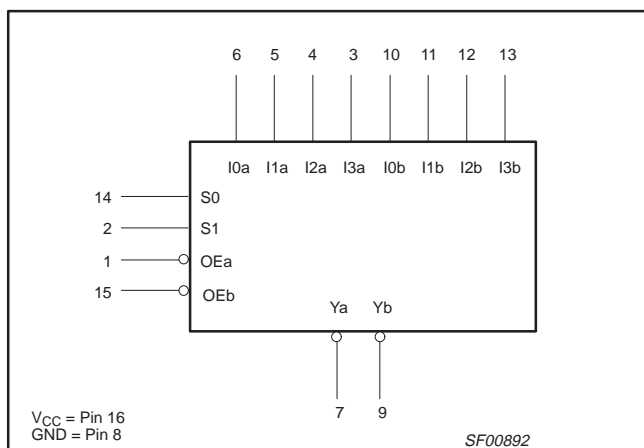 6 5 4 3 10 11 12 13
I0a I1a I2a I3a I0b I1b I2b I3b
14 S0
2 S1
1 OEa
15 OEb
Ya Yb
7 9
VCC = Pin 16
GND = Pin 8
SF00892